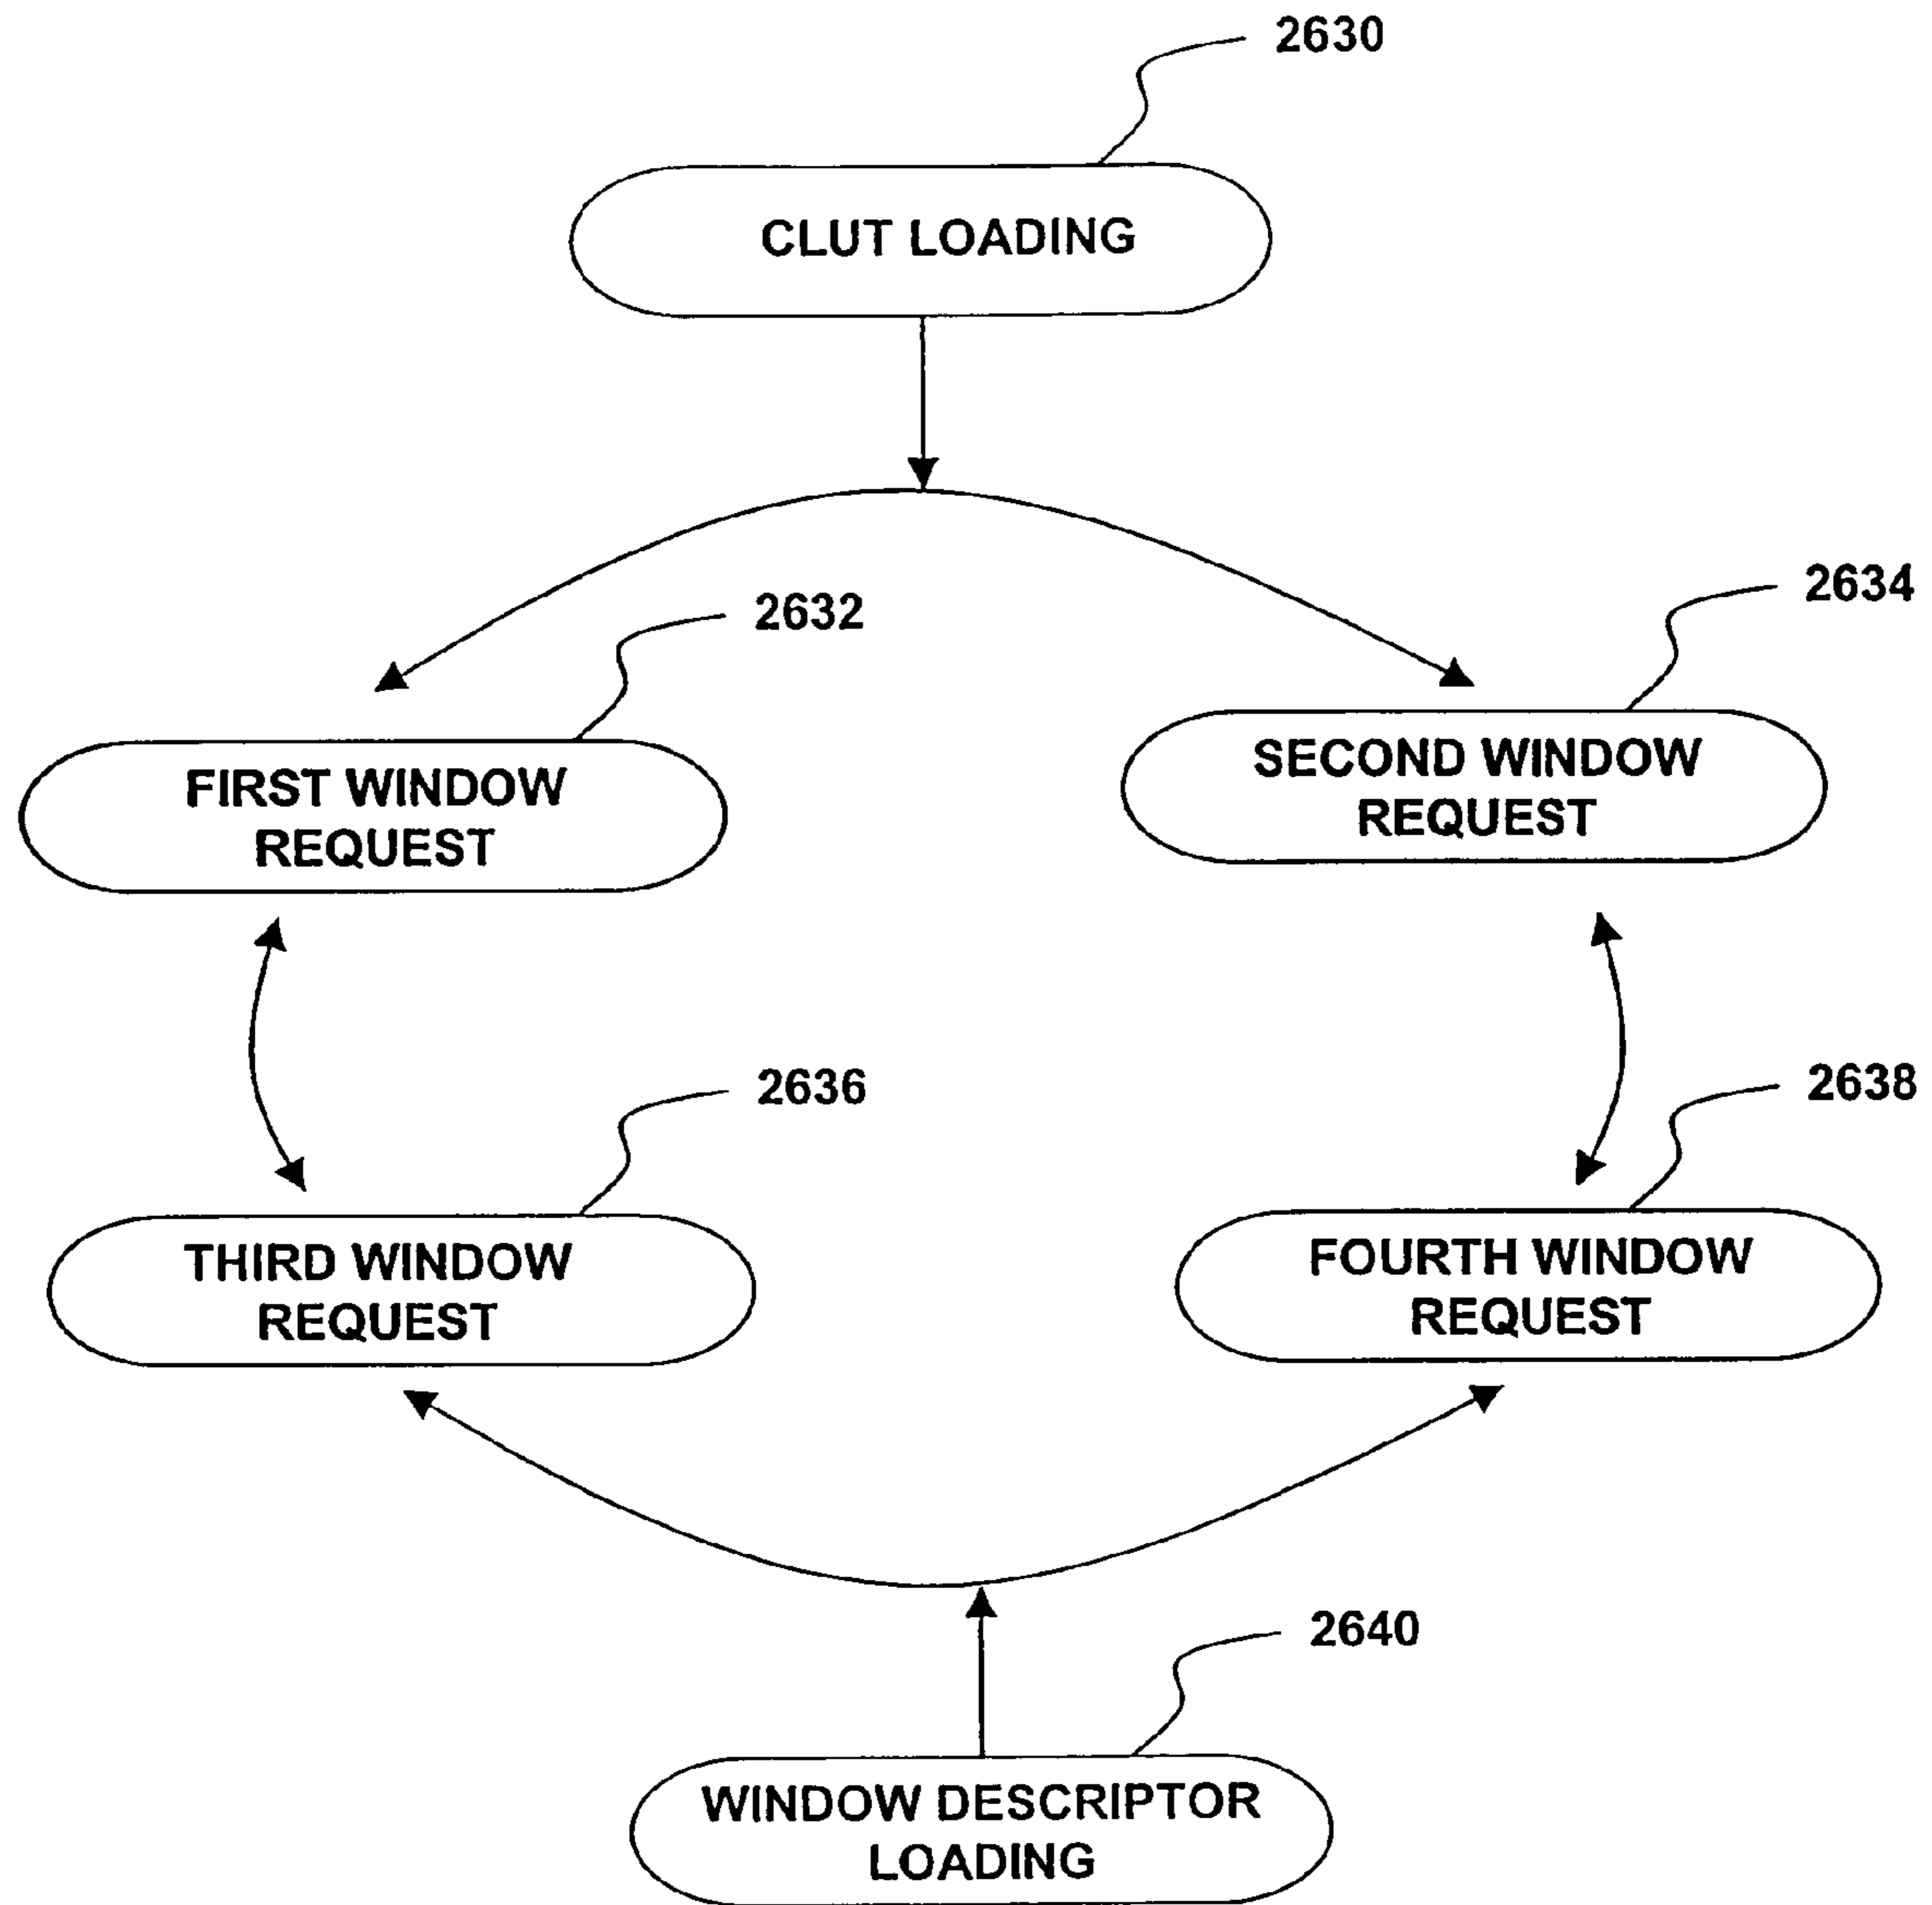 2630
CLUT LOADING
2632
2634
FIRST WINDOW
REQUEST
SECOND WINDOW
REQUEST
2636
2638
THIRD WINDOW
REQUEST
FOURTH WINDOW
REQUEST
2640
WINDOW DESCRIPTOR
LOADING